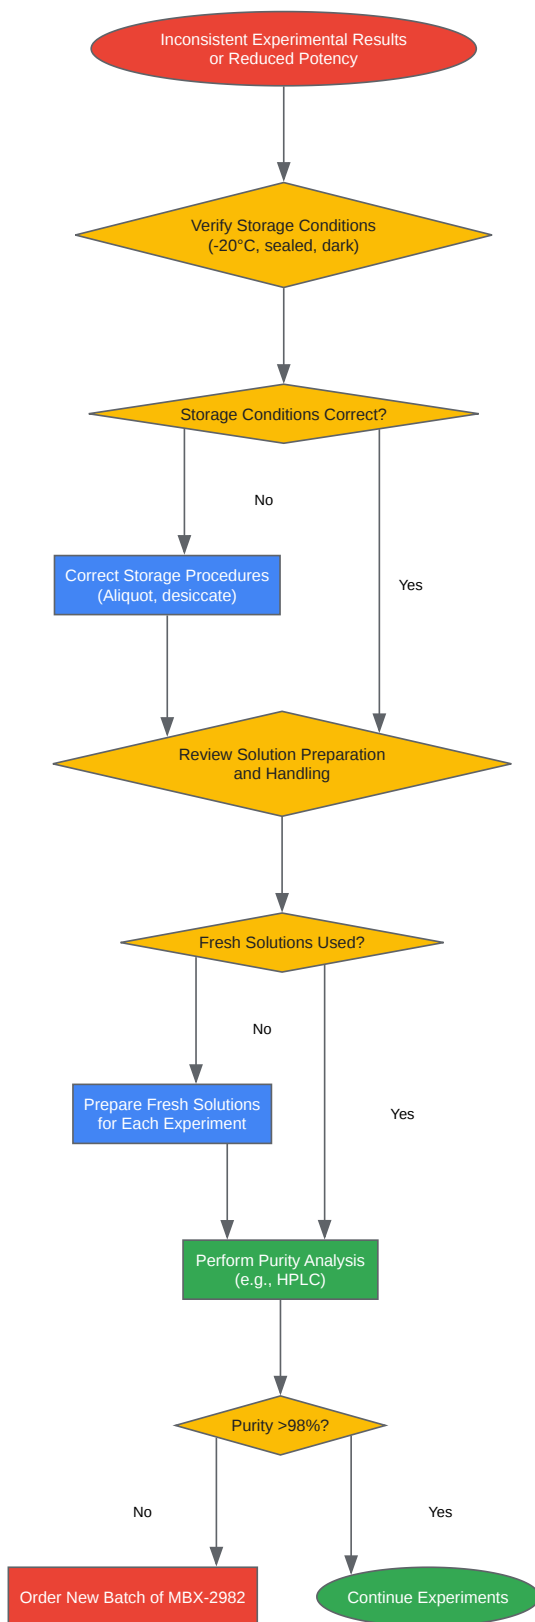 Inconsistent Experimental Results
or Reduced Potency
Verify Storage Conditions
(-20°C, sealed, dark)
Storage Conditions Correct?
No
Correct Storage Procedures
(Aliquot, desiccate)
Yes
Review Solution Preparation
and Handling
Fresh Solutions Used?
No
Prepare Fresh Solutions
for Each Experiment
Yes
Perform Purity Analysis
(e.g., HPLC)
Purity >98%?
No
Yes
Order New Batch of MBX-2982
Continue Experiments